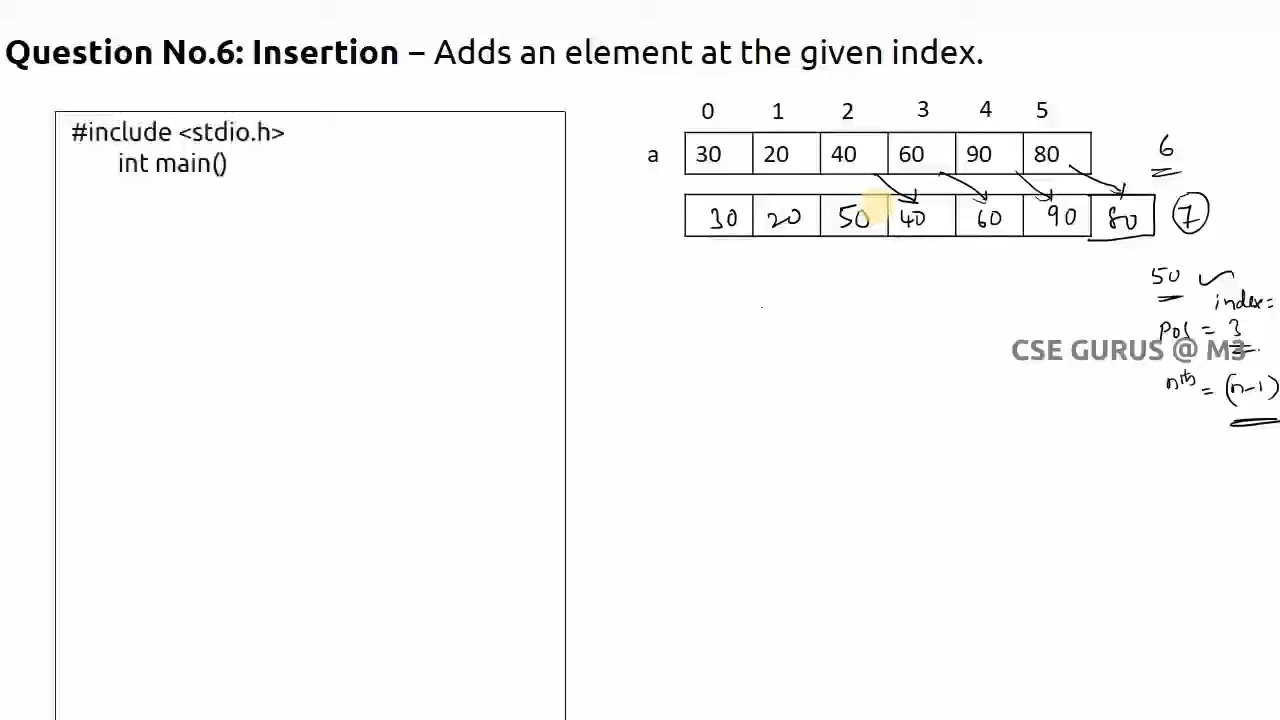 Question No.6: Insertion – Adds an element at the given index.
#include <stdio.h>
int main()
0 1 2 3 4 5
a 30 20 40 60 90 80 6
30 20 50 40 60 90 80 7
50
index=
pos = 3
CSE GURUS @ M3
nth = (n-1)